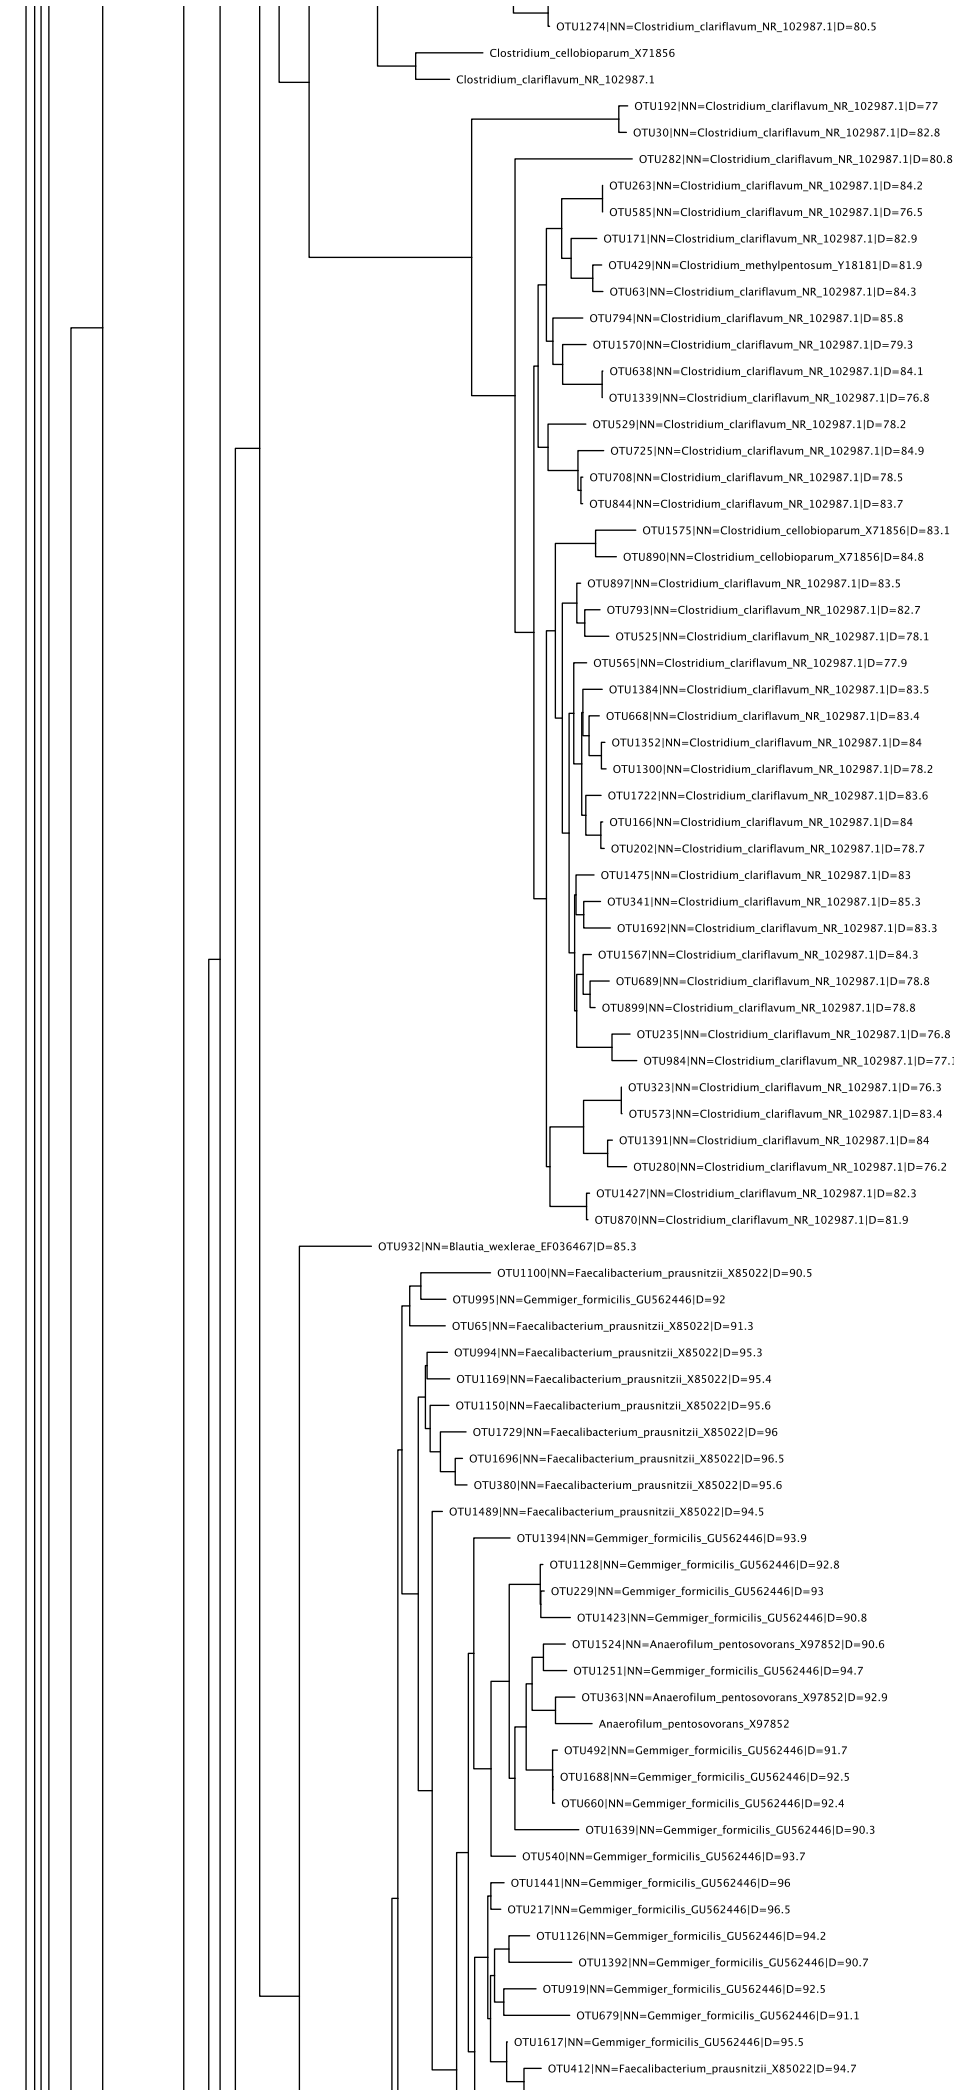 OTU1274|NN=Clostridium_clariflavum_NR_102987.1|D=80.5
Clostridium_cellobioparum_X71856
Clostridium_clariflavum_NR_102987.1
OTU192|NN=Clostridium_clariflavum_NR_102987.1|D=77
OTU30|NN=Clostridium_clariflavum_NR_102987.1|D=82.8
OTU282|NN=Clostridium_clariflavum_NR_102987.1|D=80.8
OTU263|NN=Clostridium_clariflavum_NR_102987.1|D=84.2
OTU585|NN=Clostridium_clariflavum_NR_102987.1|D=76.5
OTU171|NN=Clostridium_clariflavum_NR_102987.1|D=82.9
OTU429|NN=Clostridium_methylpentosum_Y18181|D=81.9
OTU63|NN=Clostridium_clariflavum_NR_102987.1|D=84.3
OTU794|NN=Clostridium_clariflavum_NR_102987.1|D=85.8
OTU1570|NN=Clostridium_clariflavum_NR_102987.1|D=79.3
OTU638|NN=Clostridium_clariflavum_NR_102987.1|D=84.1
OTU1339|NN=Clostridium_clariflavum_NR_102987.1|D=76.8
OTU529|NN=Clostridium_clariflavum_NR_102987.1|D=78.2
OTU725|NN=Clostridium_clariflavum_NR_102987.1|D=84.9
OTU708|NN=Clostridium_clariflavum_NR_102987.1|D=78.5
OTU844|NN=Clostridium_clariflavum_NR_102987.1|D=83.7
OTU1575|NN=Clostridium_cellobioparum_X71856|D=83.1
OTU890|NN=Clostridium_cellobioparum_X71856|D=84.8
OTU897|NN=Clostridium_clariflavum_NR_102987.1|D=83.5
OTU793|NN=Clostridium_clariflavum_NR_102987.1|D=82.7
OTU525|NN=Clostridium_clariflavum_NR_102987.1|D=78.1
OTU565|NN=Clostridium_clariflavum_NR_102987.1|D=77.9
OTU1384|NN=Clostridium_clariflavum_NR_102987.1|D=83.5
OTU668|NN=Clostridium_clariflavum_NR_102987.1|D=83.4
OTU1352|NN=Clostridium_clariflavum_NR_102987.1|D=84
OTU1300|NN=Clostridium_clariflavum_NR_102987.1|D=78.2
OTU1722|NN=Clostridium_clariflavum_NR_102987.1|D=83.6
OTU166|NN=Clostridium_clariflavum_NR_102987.1|D=84
OTU202|NN=Clostridium_clariflavum_NR_102987.1|D=78.7
OTU1475|NN=Clostridium_clariflavum_NR_102987.1|D=83
OTU341|NN=Clostridium_clariflavum_NR_102987.1|D=85.3
OTU1692|NN=Clostridium_clariflavum_NR_102987.1|D=83.3
OTU1567|NN=Clostridium_clariflavum_NR_102987.1|D=84.3
OTU689|NN=Clostridium_clariflavum_NR_102987.1|D=78.8
OTU899|NN=Clostridium_clariflavum_NR_102987.1|D=78.8
OTU235|NN=Clostridium_clariflavum_NR_102987.1|D=76.8
OTU984|NN=Clostridium_clariflavum_NR_102987.1|D=77.1
OTU323|NN=Clostridium_clariflavum_NR_102987.1|D=76.3
OTU573|NN=Clostridium_clariflavum_NR_102987.1|D=83.4
OTU1391|NN=Clostridium_clariflavum_NR_102987.1|D=84
OTU280|NN=Clostridium_clariflavum_NR_102987.1|D=76.2
OTU1427|NN=Clostridium_clariflavum_NR_102987.1|D=82.3
OTU870|NN=Clostridium_clariflavum_NR_102987.1|D=81.9
OTU932|NN=Blautia_wexlerae_EF036467|D=85.3
OTU1100|NN=Faecalibacterium_prausnitzii_X85022|D=90.5
OTU995|NN=Gemmiger_formicilis_GU562446|D=92
OTU65|NN=Faecalibacterium_prausnitzii_X85022|D=91.3
OTU994|NN=Faecalibacterium_prausnitzii_X85022|D=95.3
OTU1169|NN=Faecalibacterium_prausnitzii_X85022|D=95.4
OTU1150|NN=Faecalibacterium_prausnitzii_X85022|D=95.6
OTU1729|NN=Faecalibacterium_prausnitzii_X85022|D=96
OTU1696|NN=Faecalibacterium_prausnitzii_X85022|D=96.5
OTU380|NN=Faecalibacterium_prausnitzii_X85022|D=95.6
OTU1489|NN=Faecalibacterium_prausnitzii_X85022|D=94.5
OTU1394|NN=Gemmiger_formicilis_GU562446|D=93.9
OTU1128|NN=Gemmiger_formicilis_GU562446|D=92.8
OTU229|NN=Gemmiger_formicilis_GU562446|D=93
OTU1423|NN=Gemmiger_formicilis_GU562446|D=90.8
OTU1524|NN=Anaerofilum_pentosovorans_X97852|D=90.6
OTU1251|NN=Gemmiger_formicilis_GU562446|D=94.7
OTU363|NN=Anaerofilum_pentosovorans_X97852|D=92.9
Anaerofilum_pentosovorans_X97852
OTU492|NN=Gemmiger_formicilis_GU562446|D=91.7
OTU1688|NN=Gemmiger_formicilis_GU562446|D=92.5
OTU660|NN=Gemmiger_formicilis_GU562446|D=92.4
OTU1639|NN=Gemmiger_formicilis_GU562446|D=90.3
OTU540|NN=Gemmiger_formicilis_GU562446|D=93.7
OTU1441|NN=Gemmiger_formicilis_GU562446|D=96
OTU217|NN=Gemmiger_formicilis_GU562446|D=96.5
OTU1126|NN=Gemmiger_formicilis_GU562446|D=94.2
OTU1392|NN=Gemmiger_formicilis_GU562446|D=90.7
OTU919|NN=Gemmiger_formicilis_GU562446|D=92.5
OTU679|NN=Gemmiger_formicilis_GU562446|D=91.1
OTU1617|NN=Gemmiger_formicilis_GU562446|D=95.5
OTU412|NN=Faecalibacterium_prausnitzii_X85022|D=94.7